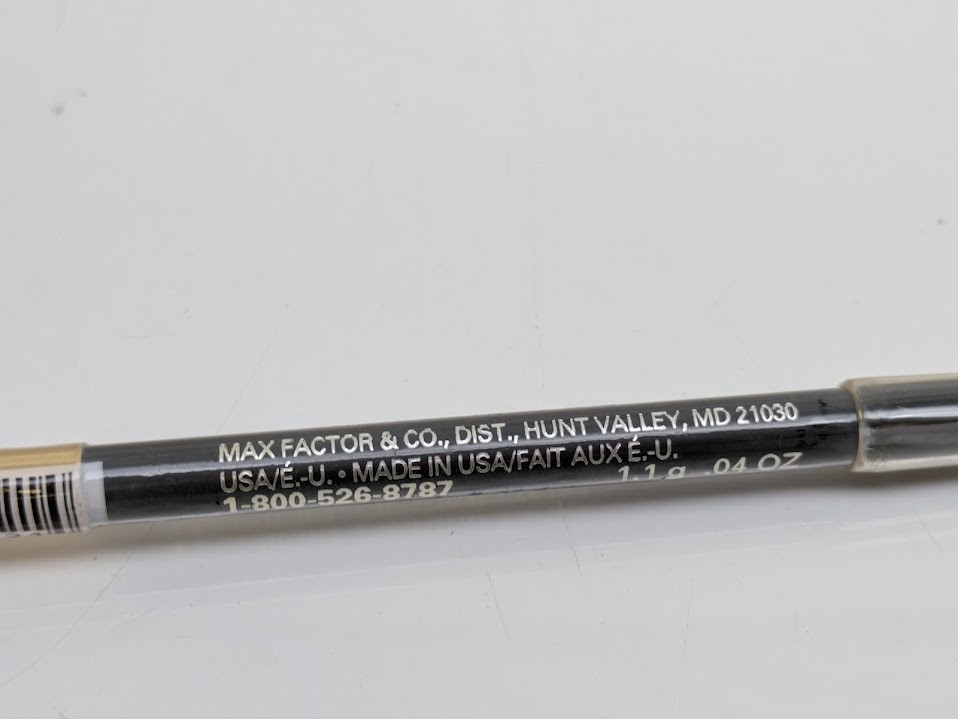 MAX FACTOR & CO., DIST., HUNT VALLEY, MD 21030
USA/É.-U. • MADE IN USA/FAIT AUX É.-U.
1-800-526-8787 1.1 g .04 OZ